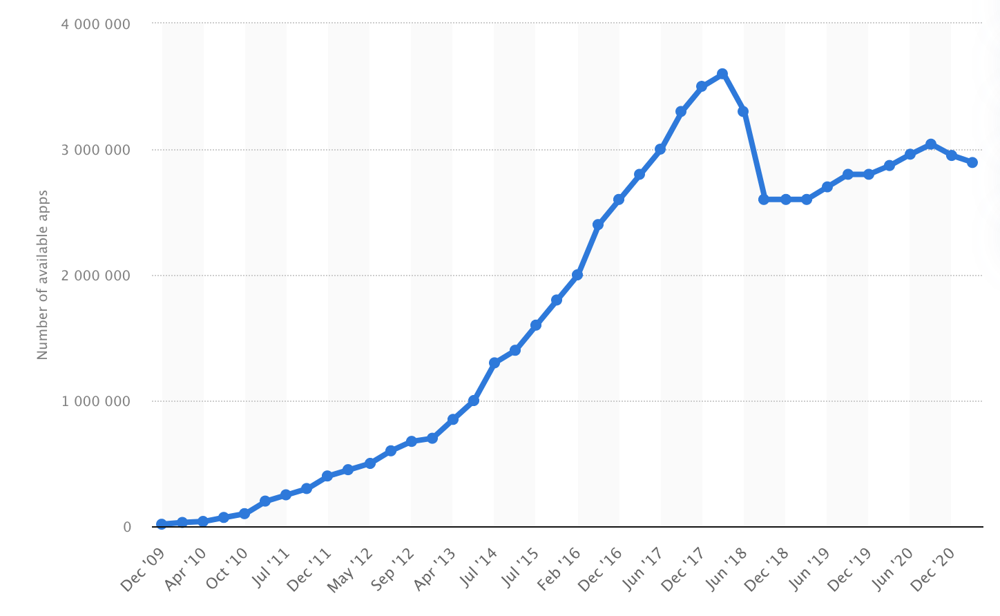 4 000 000
3 000 000
2 000 000
1 000 000
0
Number of available apps
Dec '09
Apr '10
Oct '10
Jul '11
Dec '11
May '12
Sep '12
Apr '13
Jul '14
Jul '15
Feb '16
Dec '16
Jun '17
Dec '17
Jun '18
Dec '18
Jun '19
Dec '19
Jun '20
Dec '20